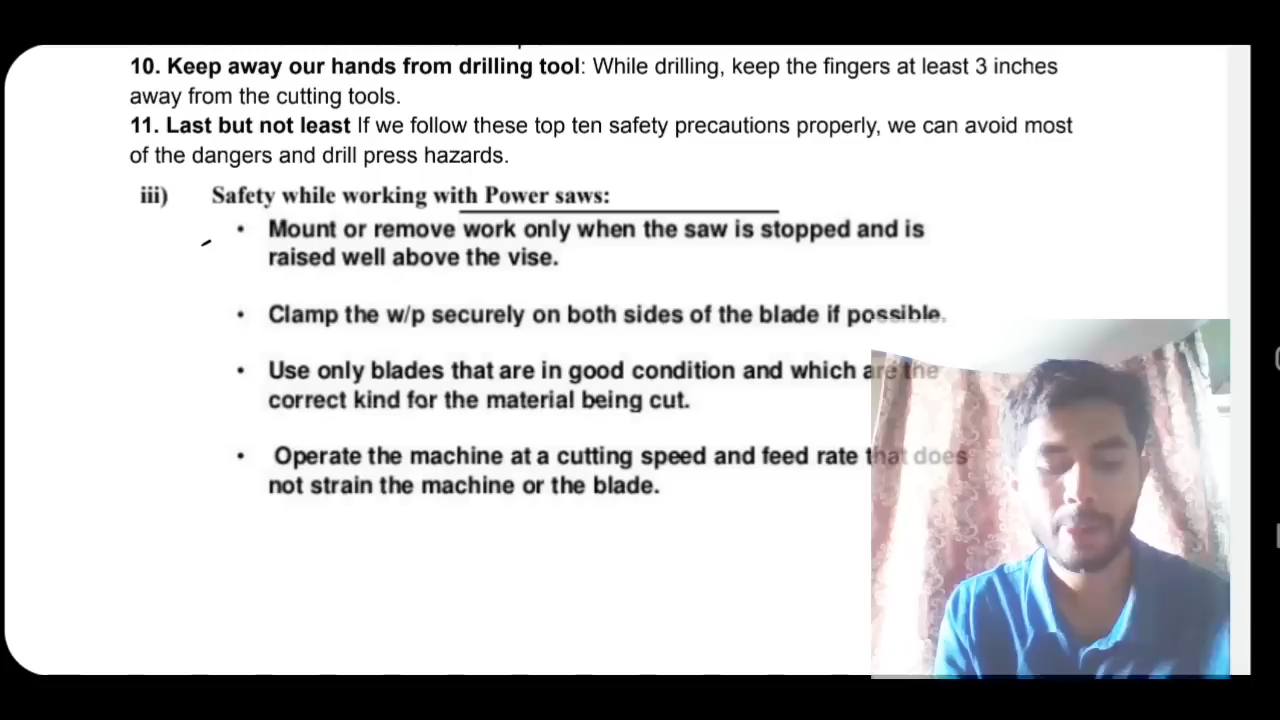 10. Keep away our hands from drilling tool: While drilling, keep the fingers at least 3 inches
away from the cutting tools.
11. Last but not least If we follow these top ten safety precautions properly, we can avoid most
of the dangers and drill press hazards.
iii) Safety while working with Power saws:
• Mount or remove work only when the saw is stopped and is
raised well above the vise.
• Clamp the w/p securely on both sides of the blade if possible.
• Use only blades that are in good condition and which are the
correct kind for the material being cut.
• Operate the machine at a cutting speed and feed rate that does
not strain the machine or the blade.